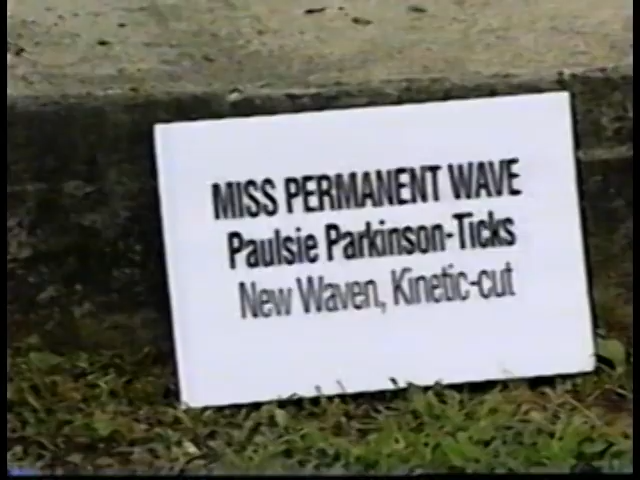 MISS PERMANENT WAVE
Paulsie Parkinson-Ticks
New Waven, Kinetic-cut